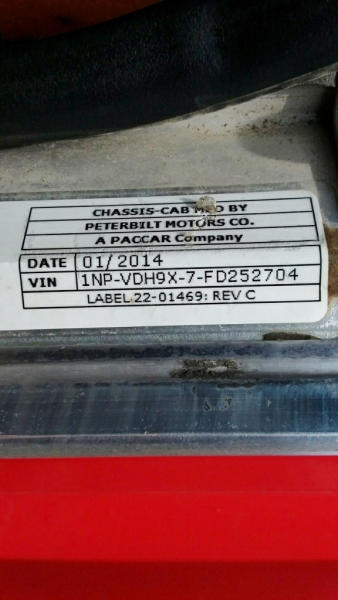 CHASSIS-CAB MFD BY
PETERBILT MOTORS CO.
A PACCAR Company
DATE 01/2014
VIN 1NP-VDH9X-7-FD252704
LABEL 22-01469: REV C